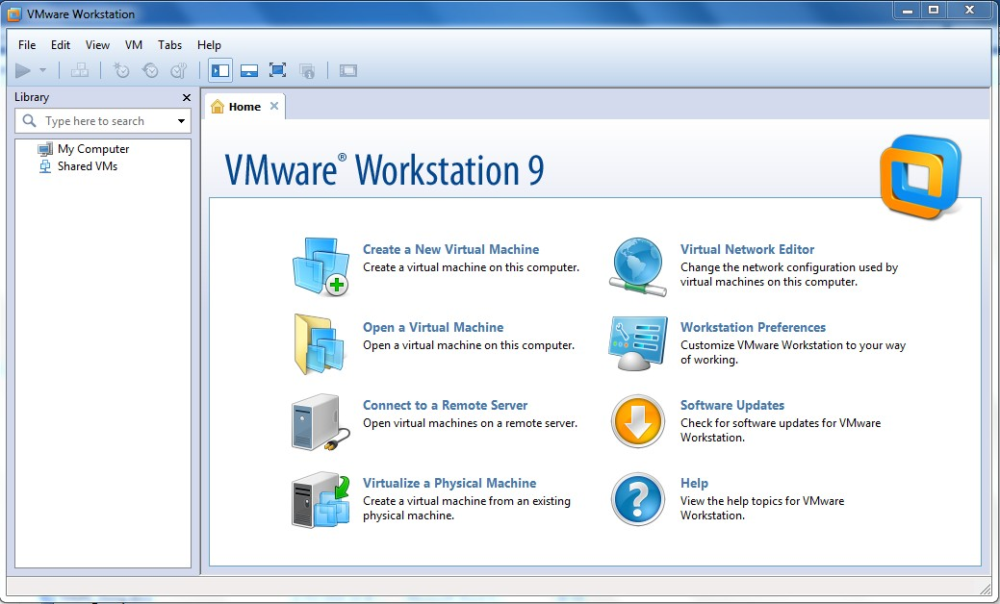 VMware Workstation
File Edit View VM Tabs Help
Library
Type here to search
My Computer
Shared VMs
Home
VMware® Workstation 9
Create a New Virtual Machine
Create a virtual machine on this computer.
Open a Virtual Machine
Open a virtual machine on this computer.
Connect to a Remote Server
Open virtual machines on a remote server.
Virtualize a Physical Machine
Create a virtual machine from an existing
physical machine.
Virtual Network Editor
Change the network configuration used by
virtual machines on this computer.
Workstation Preferences
Customize VMware Workstation to your way
of working.
Software Updates
Check for software updates for VMware
Workstation.
Help
View the help topics for VMware
Workstation.